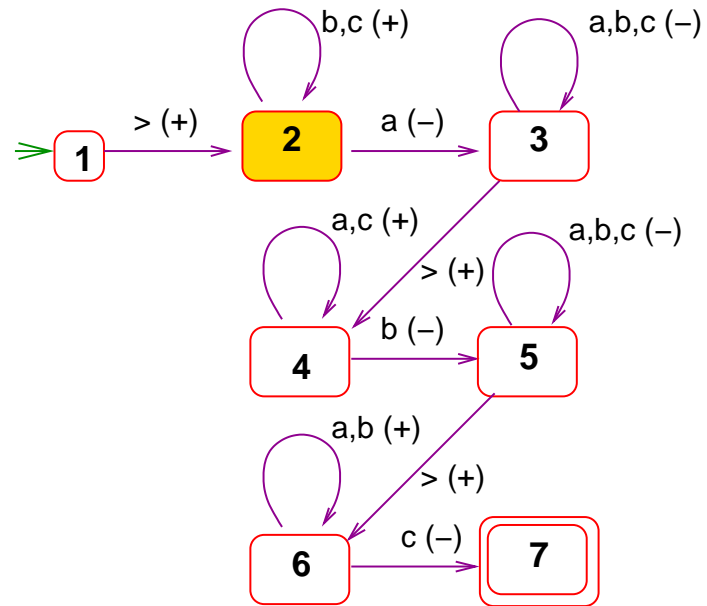 b,c (+)
a,b,c (–)
> (+)
a (–)
1
2
3
a,c (+)
a,b,c (–)
> (+)
b (–)
4
5
a,b (+)
> (+)
c (–)
6
7